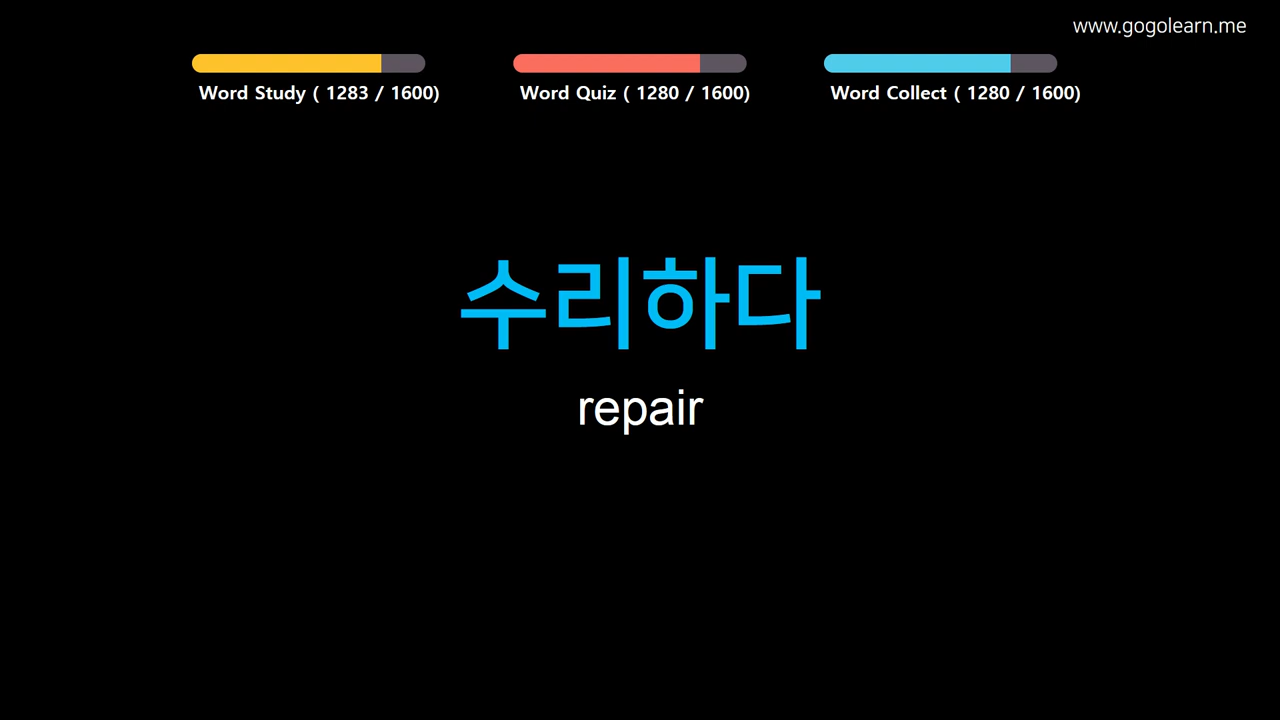 www.gogolearn.me
Word Study ( 1283 / 1600)
Word Quiz ( 1280 / 1600)
Word Collect ( 1280 / 1600)
수리하다
repair